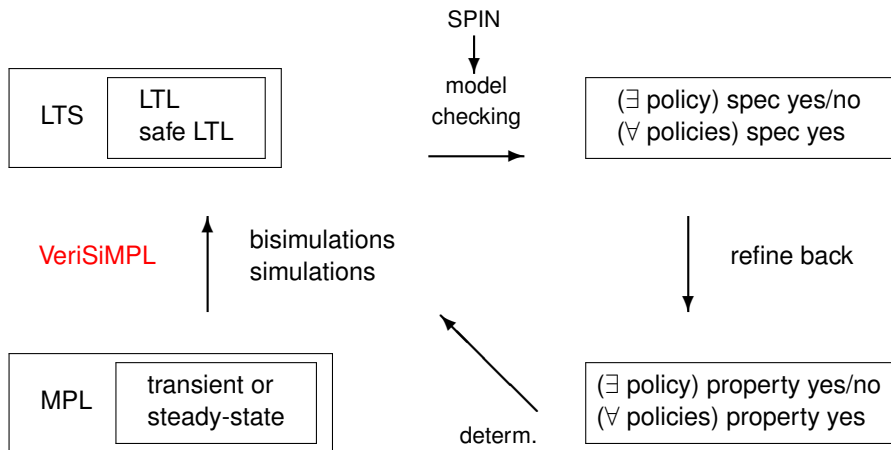 SPIN
model
checking
LTS
LTL
safe LTL
(∃ policy) spec yes/no
(∀ policies) spec yes
VeriSiMPL
bisimulations
simulations
refine back
MPL
transient or
steady-state
determ.
(∃ policy) property yes/no
(∀ policies) property yes